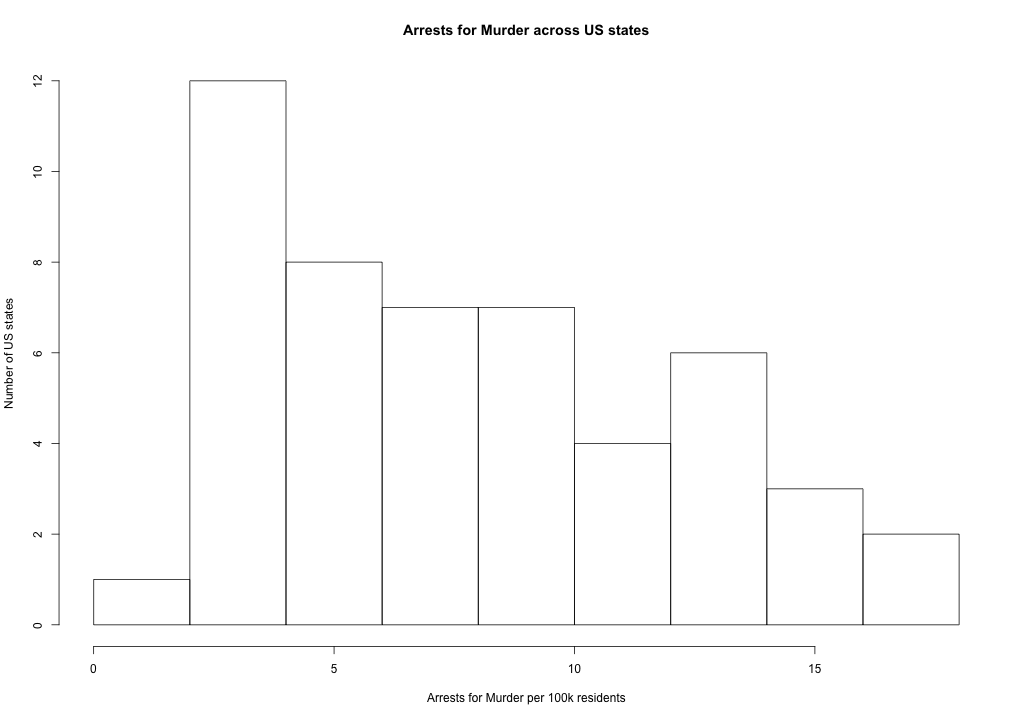 Arrests for Murder across US states
12
10
8
6
4
2
0
Number of US states
0 5 10 15
Arrests for Murder per 100k residents